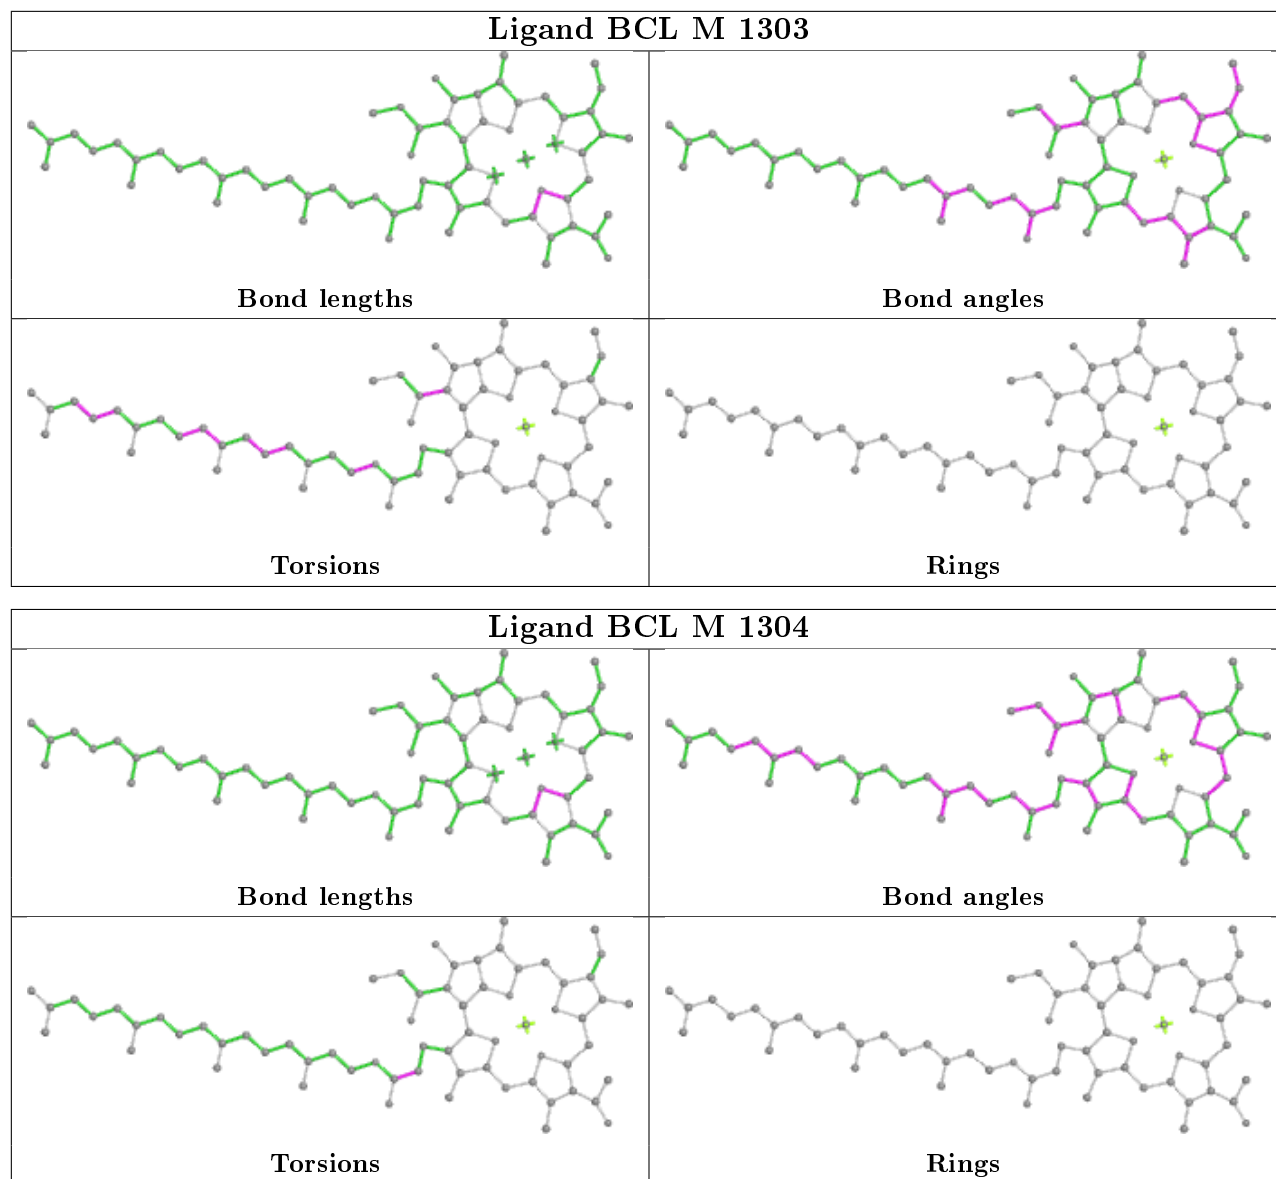 Ligand BCL M 1303
Bond lengths
Bond angles
Torsions
Rings
Ligand BCL M 1304
Bond lengths
Bond angles
Torsions
Rings